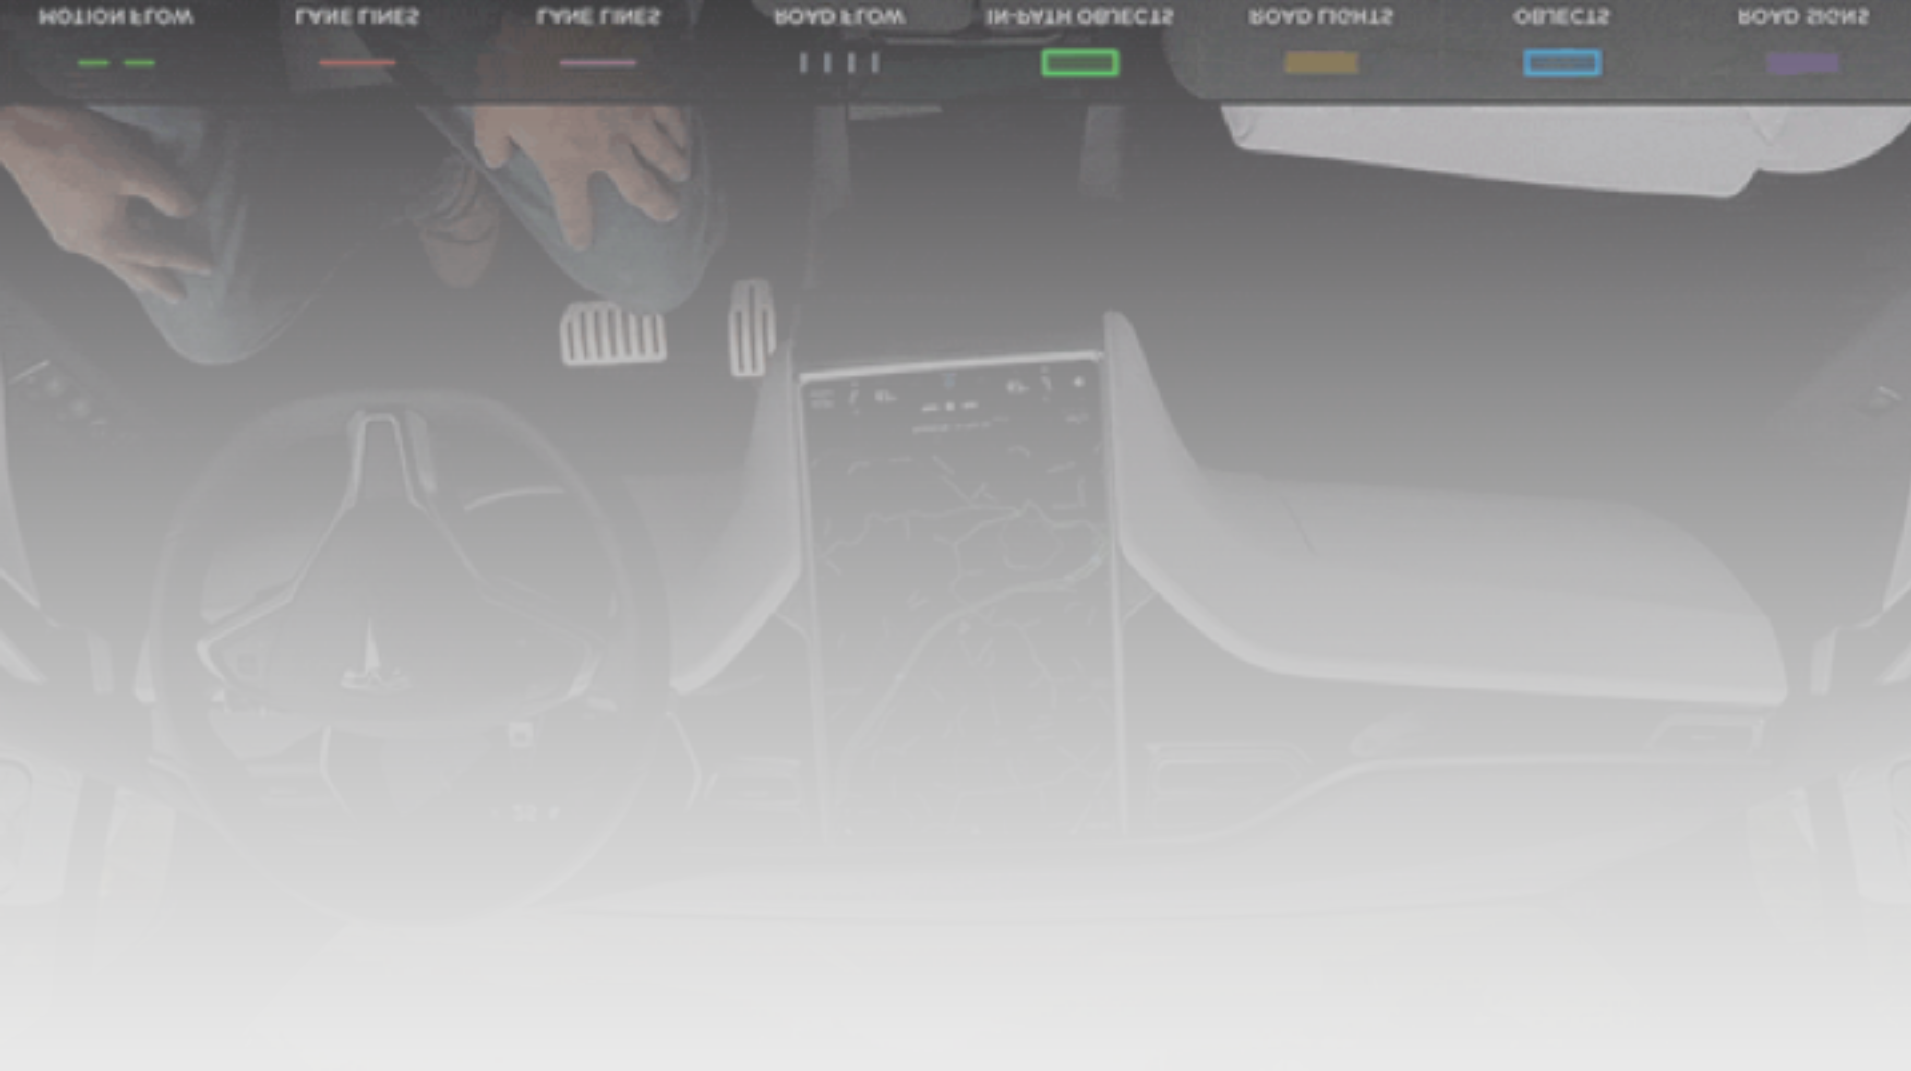 MOTION FLOW
LANE LINES
LANE LINES
ROAD FLOW
IN-PATH OBJECTS
ROAD LIGHTS
OBJECTS
ROAD SIGNS